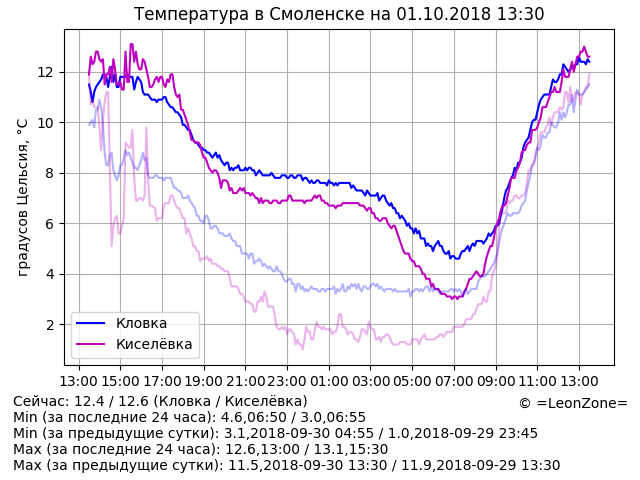 Температура в Смоленске на 01.10.2018 13:30
градусов Цельсия, °C
12
10
8
6
4
2
Кловка
Киселёвка
13:00 15:00 17:00 19:00 21:00 23:00 01:00 03:00 05:00 07:00 09:00 11:00 13:00
Сейчас: 12.4 / 12.6 (Кловка / Киселёвка)
© =LeonZone=
Min (за последние 24 часа): 4.6,06:50 / 3.0,06:55
Min (за предыдущие сутки): 3.1,2018-09-30 04:55 / 1.0,2018-09-29 23:45
Max (за последние 24 часа): 12.6,13:00 / 13.1,15:30
Max (за предыдущие сутки): 11.5,2018-09-30 13:30 / 11.9,2018-09-29 13:30